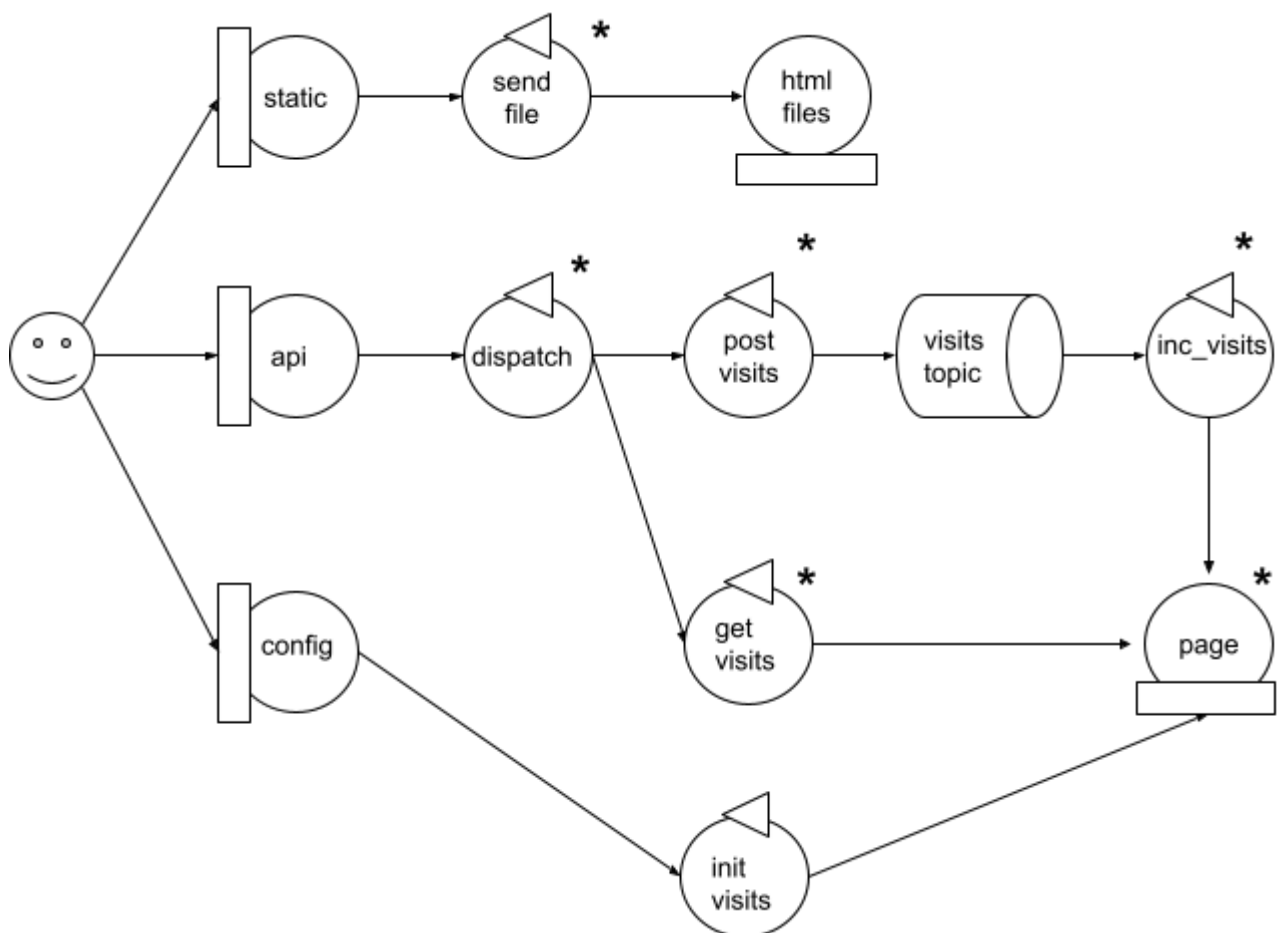 *
static
send
file
html
files
*
*
*
api
dispatch
post
visits
visits
topic
inc_visits
*
*
config
get
visits
page
init
visits